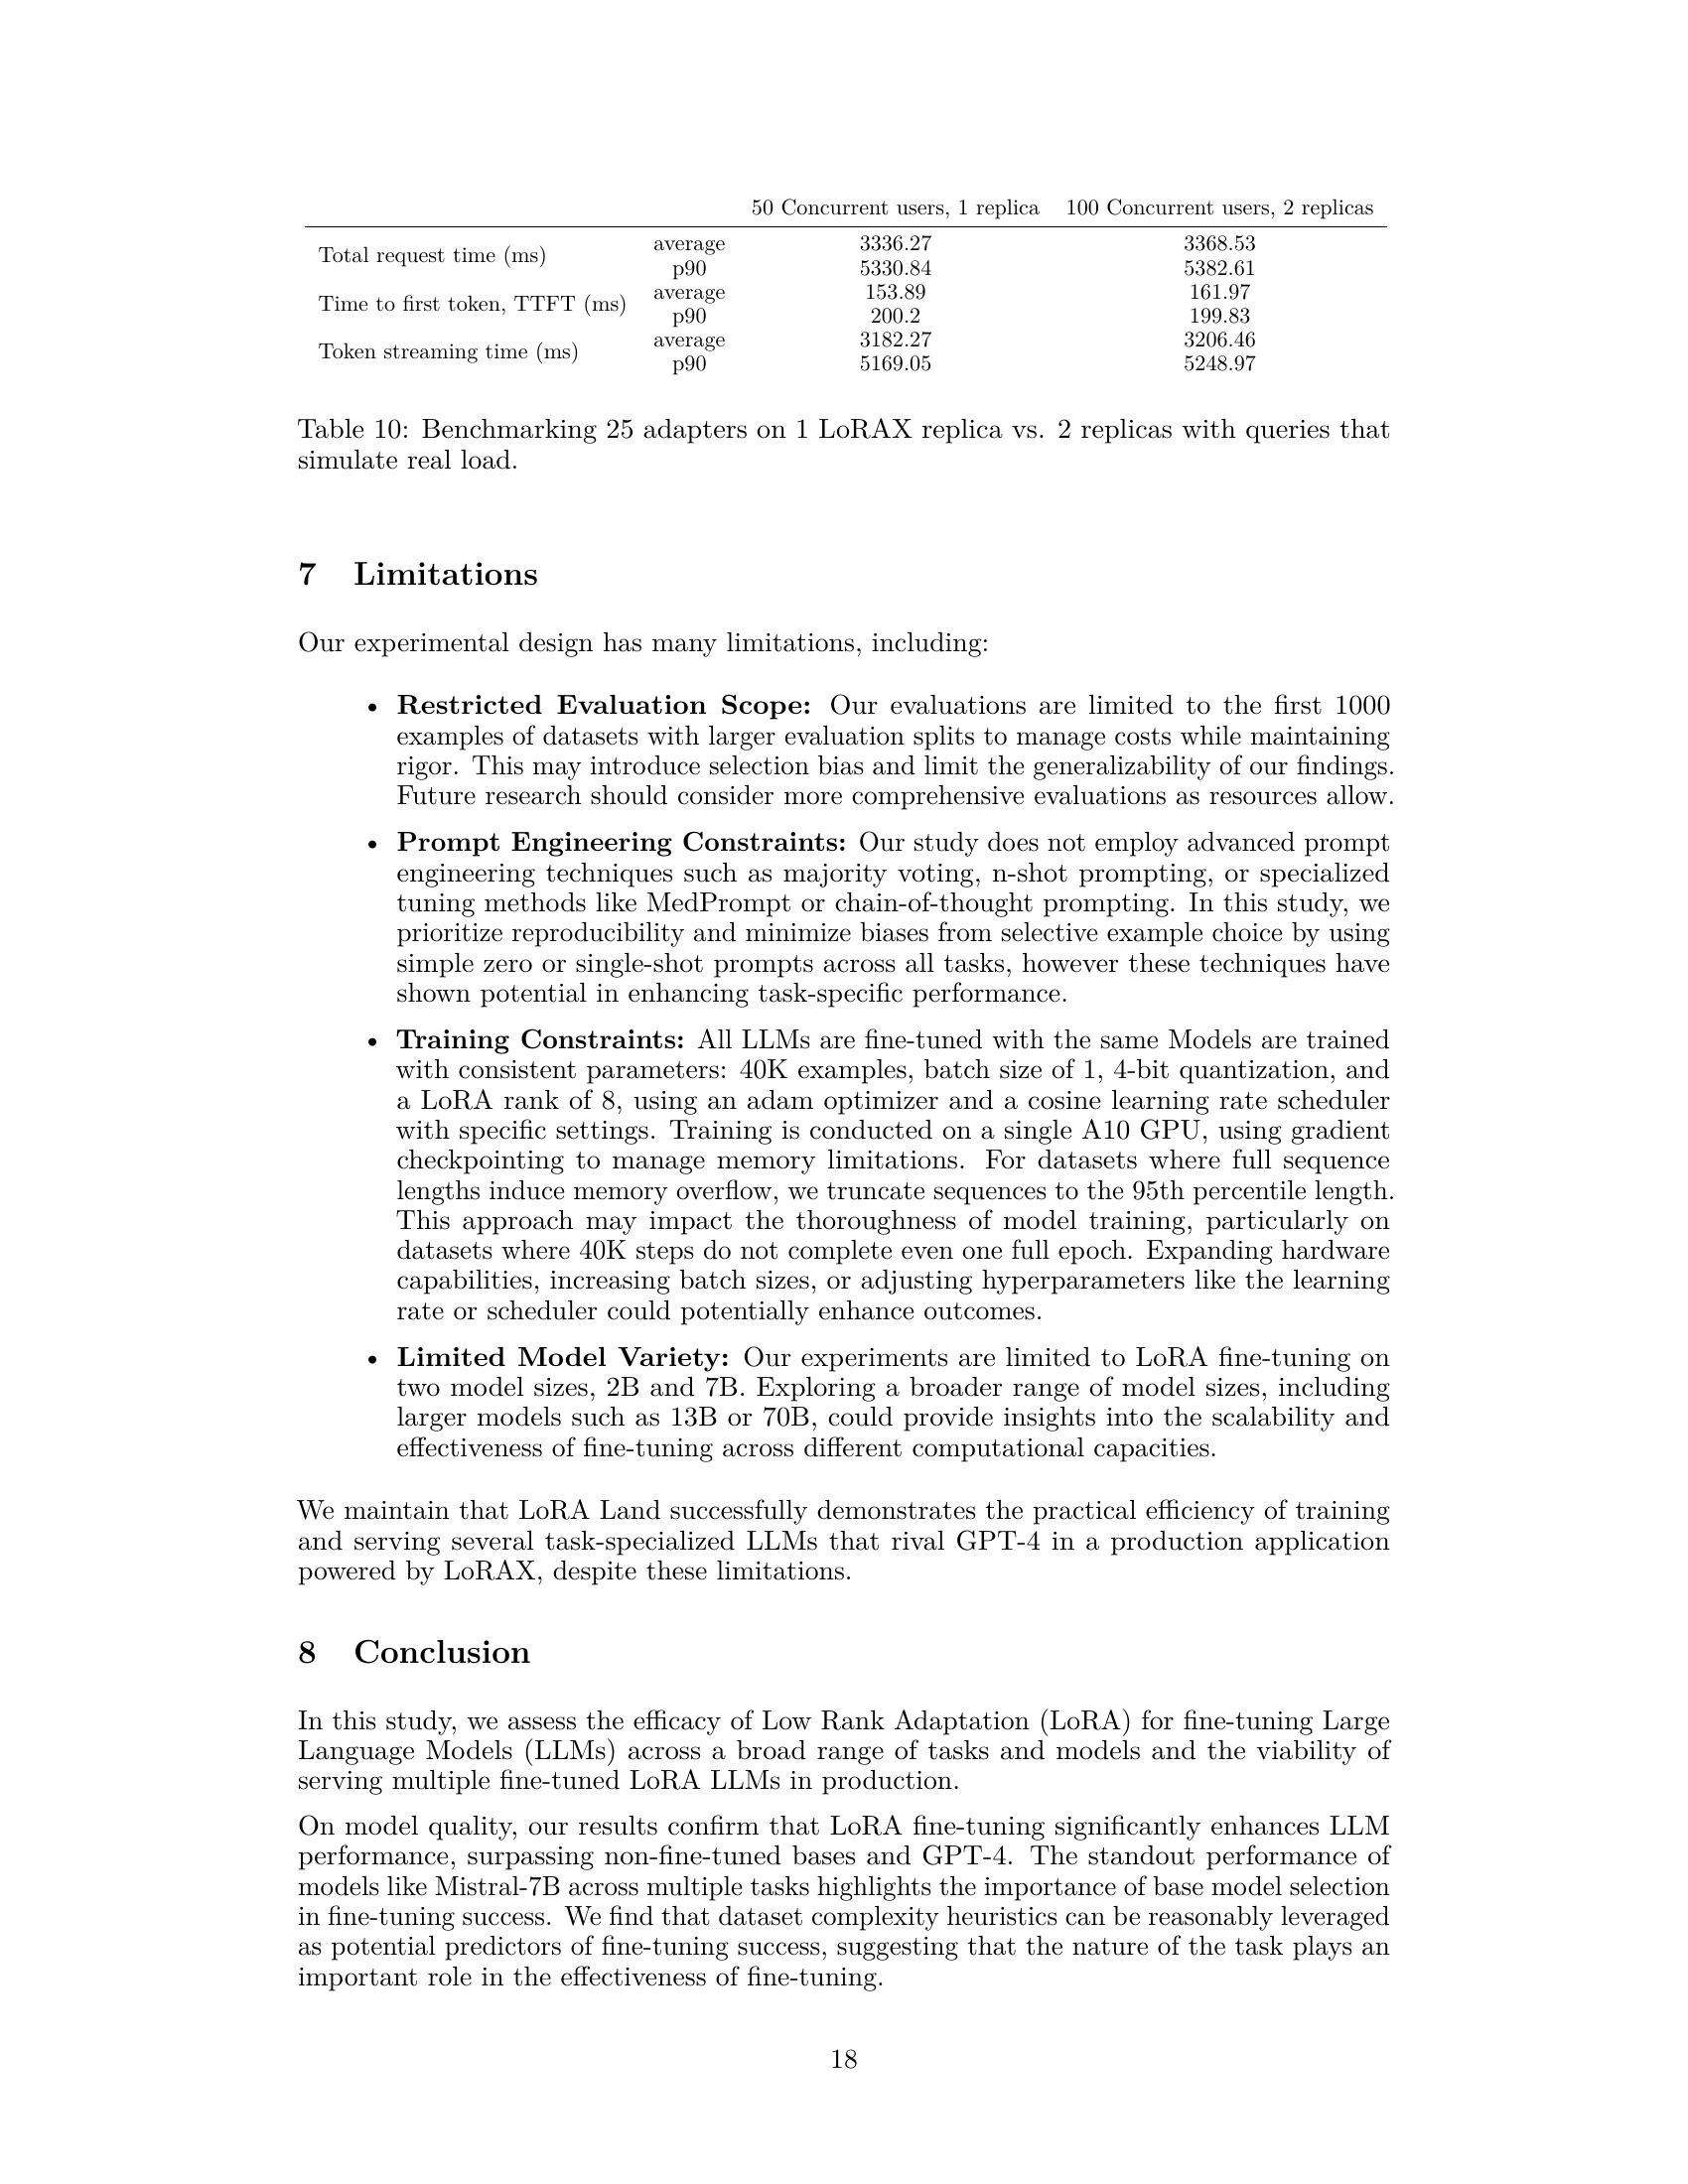 50 Concurrent users, 1 replica 100 Concurrent users, 2 replicas
Total request time (ms) average 3336.27 3368.53
p90 5330.84 5382.61
Time to first token, TTFT (ms) average 153.89 161.97
p90 200.2 199.83
Token streaming time (ms) average 3182.27 3206.46
p90 5169.05 5248.97
Table 10: Benchmarking 25 adapters on 1 LoRAX replica vs. 2 replicas with queries that
simulate real load.
7 Limitations
Our experimental design has many limitations, including:
• Restricted Evaluation Scope: Our evaluations are limited to the first 1000
examples of datasets with larger evaluation splits to manage costs while maintaining
rigor. This may introduce selection bias and limit the generalizability of our findings.
Future research should consider more comprehensive evaluations as resources allow.
• Prompt Engineering Constraints: Our study does not employ advanced prompt
engineering techniques such as majority voting, n-shot prompting, or specialized
tuning methods like MedPrompt or chain-of-thought prompting. In this study, we
prioritize reproducibility and minimize biases from selective example choice by using
simple zero or single-shot prompts across all tasks, however these techniques have
shown potential in enhancing task-specific performance.
• Training Constraints: All LLMs are fine-tuned with the same Models are trained
with consistent parameters: 40K examples, batch size of 1, 4-bit quantization, and
a LoRA rank of 8, using an adam optimizer and a cosine learning rate scheduler
with specific settings. Training is conducted on a single A10 GPU, using gradient
checkpointing to manage memory limitations. For datasets where full sequence
lengths induce memory overflow, we truncate sequences to the 95th percentile length.
This approach may impact the thoroughness of model training, particularly on
datasets where 40K steps do not complete even one full epoch. Expanding hardware
capabilities, increasing batch sizes, or adjusting hyperparameters like the learning
rate or scheduler could potentially enhance outcomes.
• Limited Model Variety: Our experiments are limited to LoRA fine-tuning on
two model sizes, 2B and 7B. Exploring a broader range of model sizes, including
larger models such as 13B or 70B, could provide insights into the scalability and
effectiveness of fine-tuning across different computational capacities.
We maintain that LoRA Land successfully demonstrates the practical efficiency of training
and serving several task-specialized LLMs that rival GPT-4 in a production application
powered by LoRAX, despite these limitations.
8 Conclusion
In this study, we assess the efficacy of Low Rank Adaptation (LoRA) for fine-tuning Large
Language Models (LLMs) across a broad range of tasks and models and the viability of
serving multiple fine-tuned LoRA LLMs in production.
On model quality, our results confirm that LoRA fine-tuning significantly enhances LLM
performance, surpassing non-fine-tuned bases and GPT-4. The standout performance of
models like Mistral-7B across multiple tasks highlights the importance of base model selection
in fine-tuning success. We find that dataset complexity heuristics can be reasonably leveraged
as potential predictors of fine-tuning success, suggesting that the nature of the task plays an
important role in the effectiveness of fine-tuning.
18